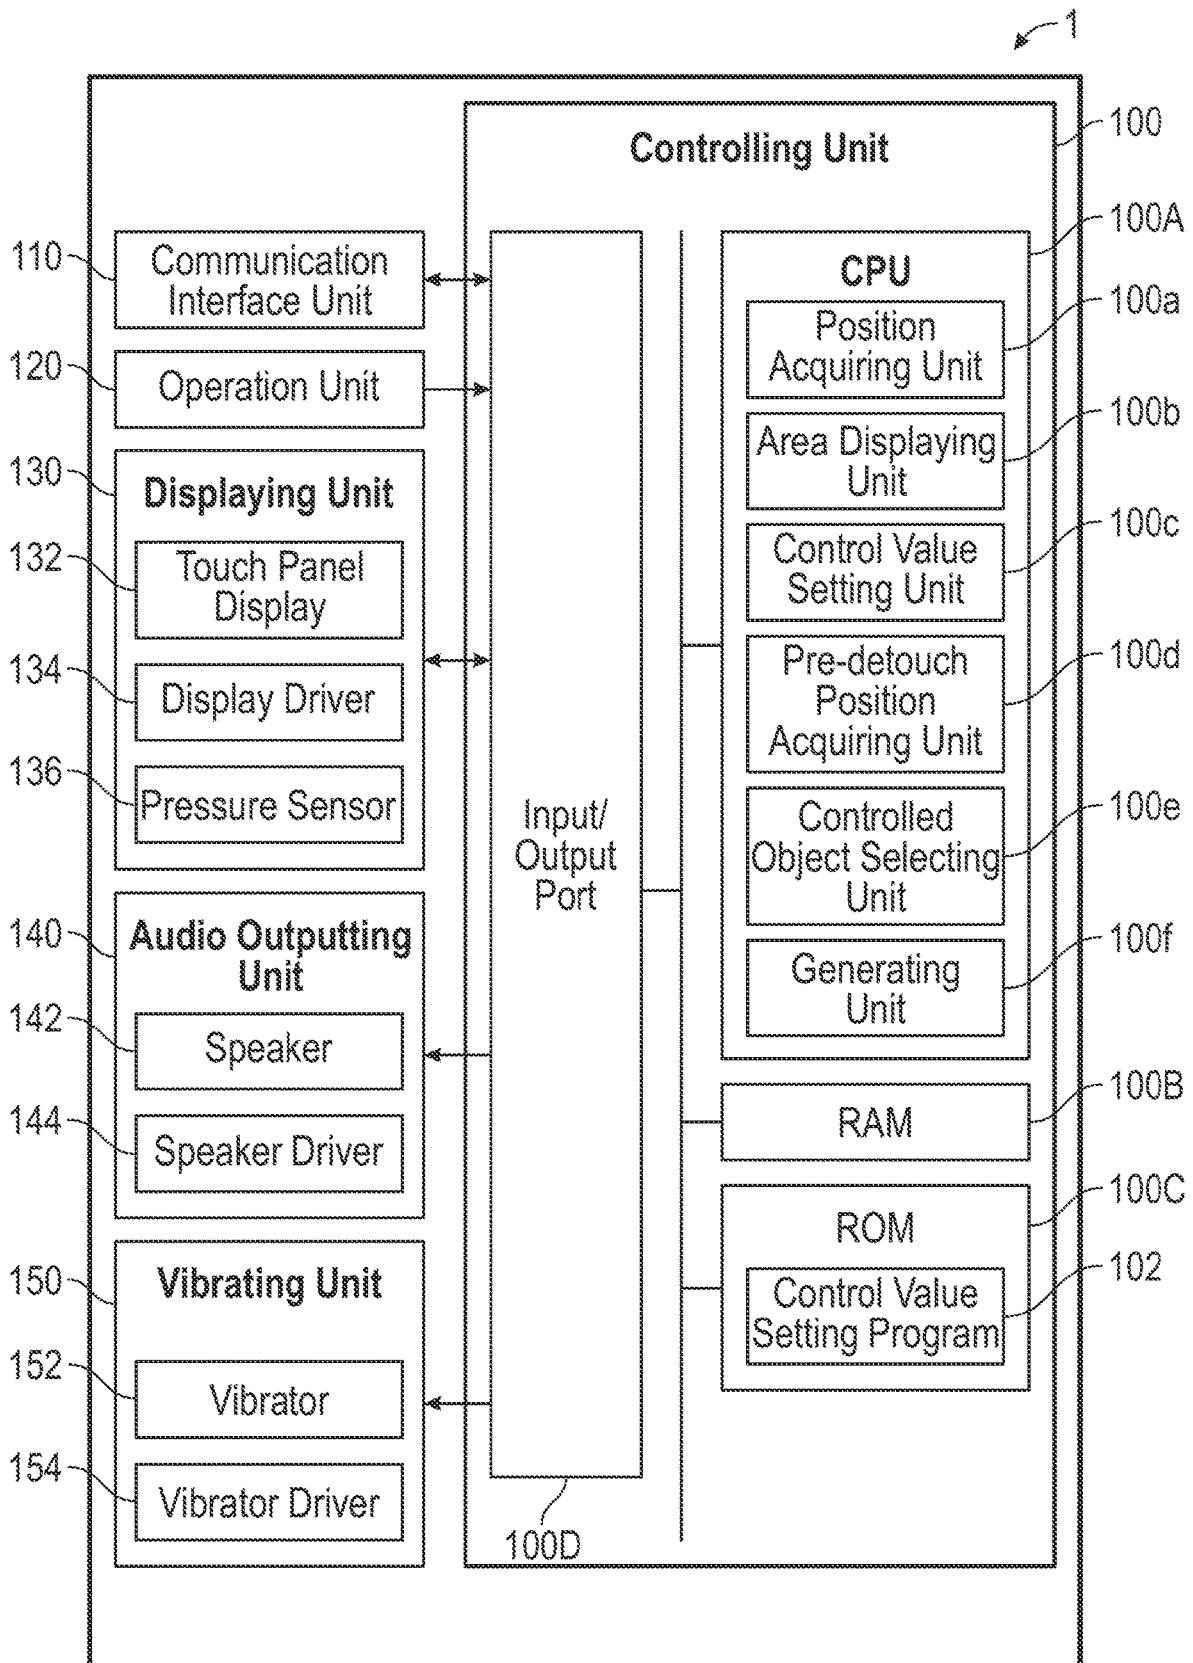 1
100
Controlling Unit
110
Communication
Interface Unit
120
Operation Unit
130
Displaying Unit
132
Touch Panel
Display
134
Display Driver
136
Pressure Sensor
140
Audio Outputting
Unit
142
Speaker
144
Speaker Driver
150
Vibrating Unit
152
Vibrator
154
Vibrator Driver
Input/
Output
Port
100D
100A
CPU
100a
Position
Acquiring Unit
100b
Area Displaying
Unit
100c
Control Value
Setting Unit
100d
Pre-detouch
Position
Acquiring Unit
100e
Controlled
Object Selecting
Unit
100f
Generating
Unit
100B
RAM
100C
ROM
102
Control Value
Setting Program